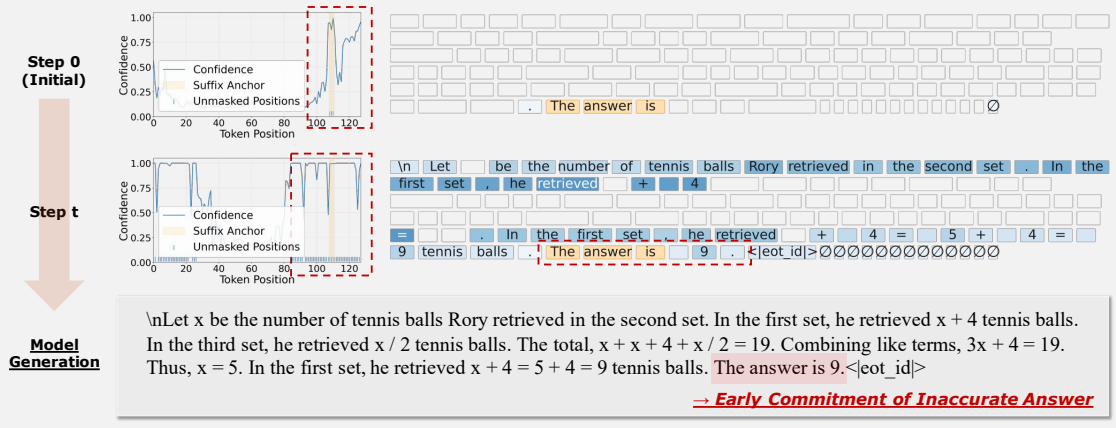 Step 0
(Initial)
Confidence
1.00
0.75
0.50
0.25
0.00
Confidence
Suffix Anchor
Unmasked Positions
0 20 40 60 80 100 120
Token Position
. The answer is ∅
Step t
Confidence
1.00
0.75
0.50
0.25
0.00
Confidence
Suffix Anchor
Unmasked Positions
0 20 40 60 80 100 120
Token Position
\n Let be the number of tennis balls Rory retrieved in the second set . In the
first set , he retrieved + 4
= . In the first set , he retrieved + 4 = 5 + 4 =
9 tennis balls . The answer is 9 . <|eot_id|>∅∅∅∅∅∅∅∅∅∅∅∅∅
Model
Generation
\nLet x be the number of tennis balls Rory retrieved in the second set. In the first set, he retrieved x + 4 tennis balls.
In the third set, he retrieved x / 2 tennis balls. The total, x + x + 4 + x / 2 = 19. Combining like terms, 3x + 4 = 19.
Thus, x = 5. In the first set, he retrieved x + 4 = 5 + 4 = 9 tennis balls. The answer is 9.<|eot_id|>
→ Early Commitment of Inaccurate Answer